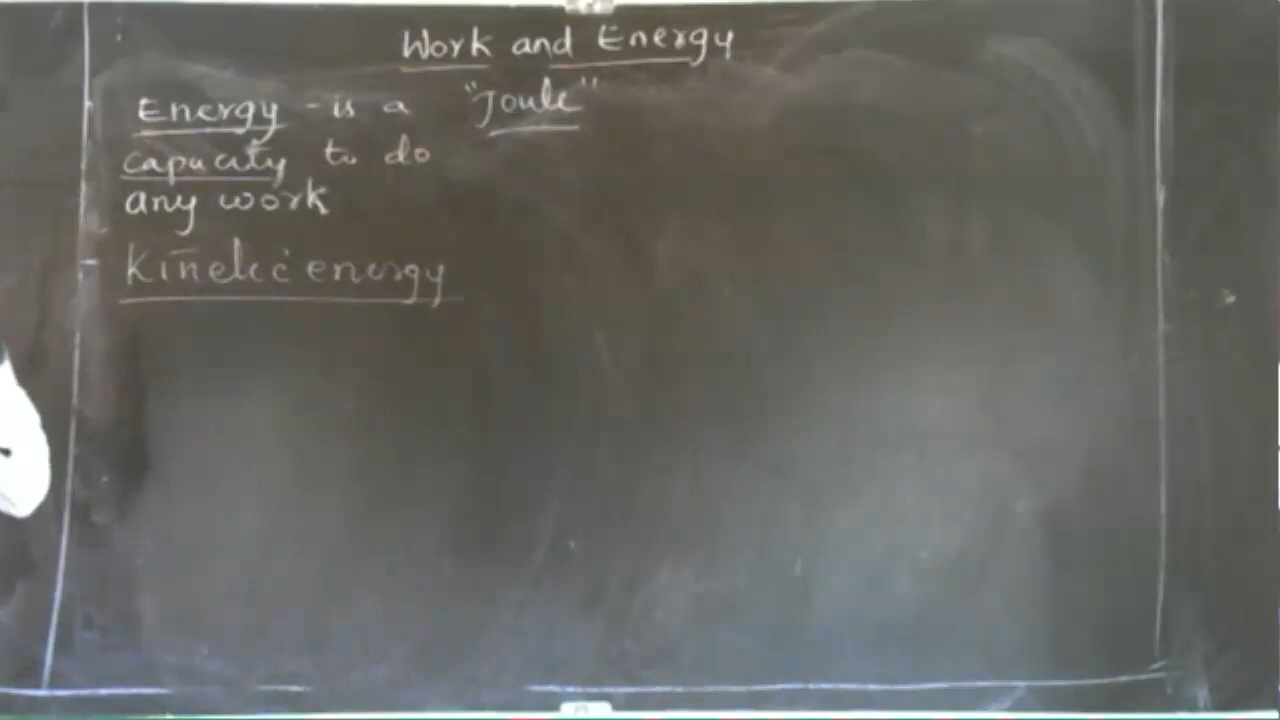 Work and Energy
Energy - is a "Joule"
capacity to do
any work
Kinetic energy